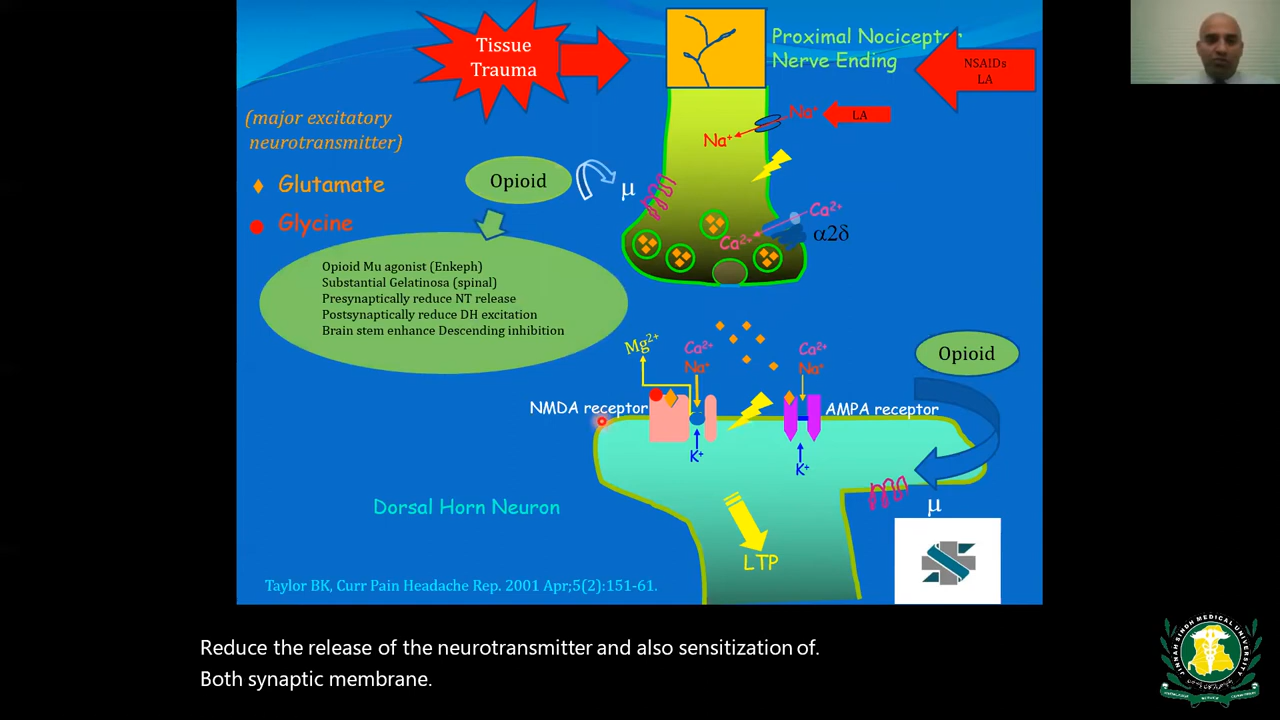 Tissue
Trauma
Proximal Nociceptor
Nerve Ending
NSAIDs
LA
(major excitatory
neurotransmitter)
Na⁺
LA
Na⁺
Glutamate
Opioid
μ
Glycine
Ca²⁺
Ca²⁺
α2δ
Opioid Mu agonist (Enkeph)
Substantial Gelatinosa (spinal)
Presynaptically reduce NT release
Postsynaptically reduce DH excitation
Brain stem enhance Descending inhibition
Mg²⁺
Ca²⁺
Na⁺
Ca²⁺
Na⁺
Opioid
NMDA receptor
AMPA receptor
K⁺
K⁺
Dorsal Horn Neuron
μ
LTP
Taylor BK, Curr Pain Headache Rep. 2001 Apr;5(2):151-61.
JINNAH SINDH MEDICAL UNIVERSITY
Reduce the release of the neurotransmitter and also sensitization of.
Both synaptic membrane.